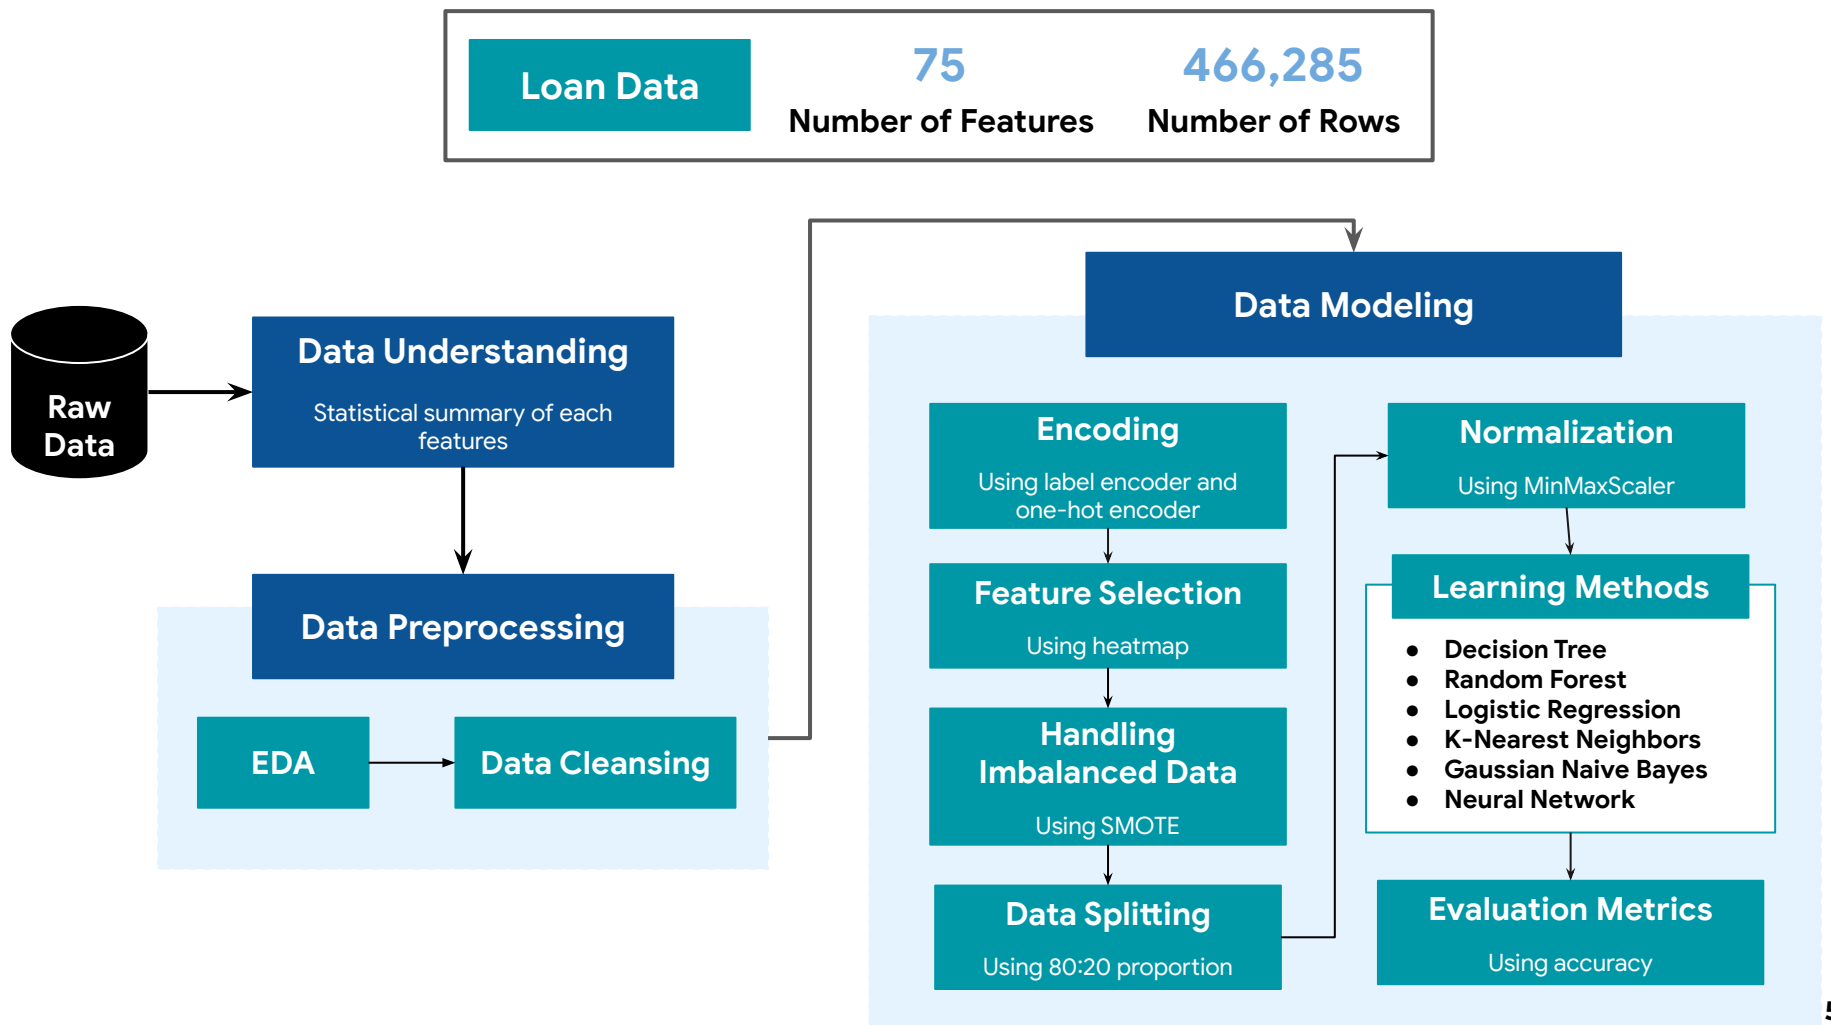 Loan Data
75
Number of Features
466,285
Number of Rows
Raw
Data
Data Understanding
Statistical summary of each
features
Data Preprocessing
EDA
Data Cleansing
Data Modeling
Encoding
Using label encoder and
one-hot encoder
Feature Selection
Using heatmap
Handling
Imbalanced Data
Using SMOTE
Data Splitting
Using 80:20 proportion
Normalization
Using MinMaxScaler
Learning Methods
● Decision Tree
● Random Forest
● Logistic Regression
● K-Nearest Neighbors
● Gaussian Naive Bayes
● Neural Network
Evaluation Metrics
Using accuracy
5